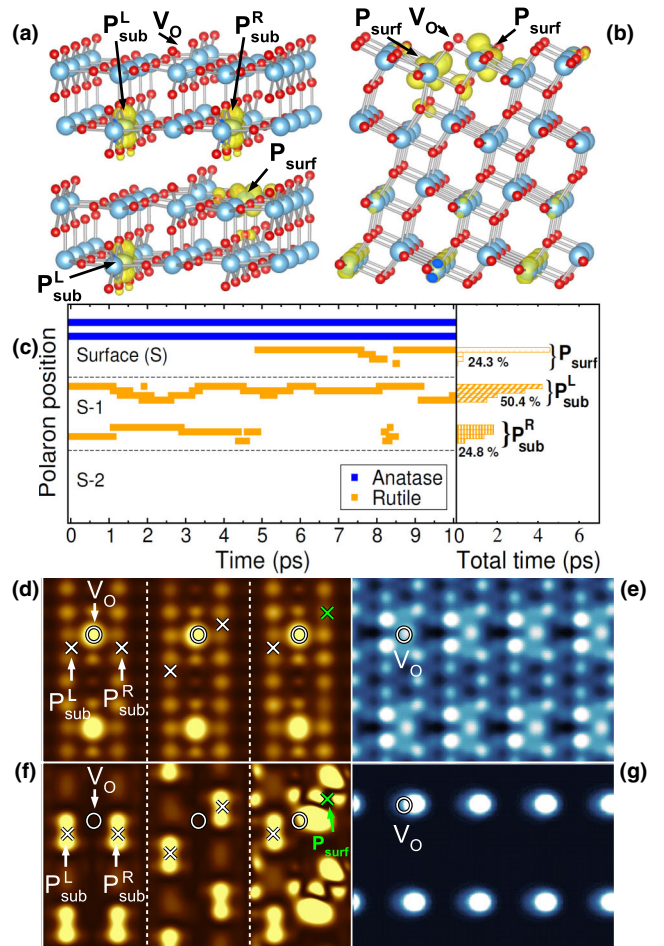 (a)
P^L_sub
V_O
P^R_sub
P_surf
P^L_sub
P_surf
V_O
P_surf
(b)
(c)
Polaron position
Surface (S)
S-1
S-2
Anatase
Rutile
0 1 2 3 4 5 6 7 8 9 10
Time (ps)
24.3 %
}P_surf
50.4 %
}P^L_sub
24.8 %
}P^R_sub
0 2 4 6
Total time (ps)
(d)
V_O
P^L_sub
P^R_sub
(e)
V_O
(f)
V_O
P^L_sub
P^R_sub
P_surf
(g)
V_O